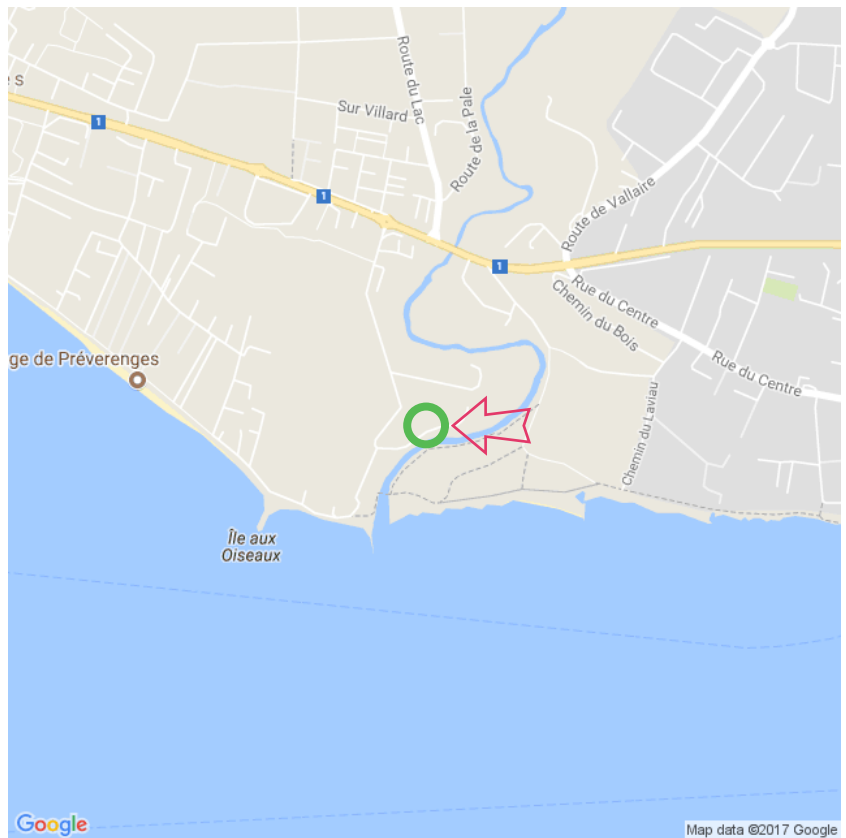 s
Route du Lac
Sur Villard
Route de la Pale
1
1
Route de Vallaire
1
Rue du Centre
Chemin du Bois
ge de Préverenges
Rue du Centre
Chemin du Laviau
Île aux
Oiseaux
Google
Map data ©2017 Google